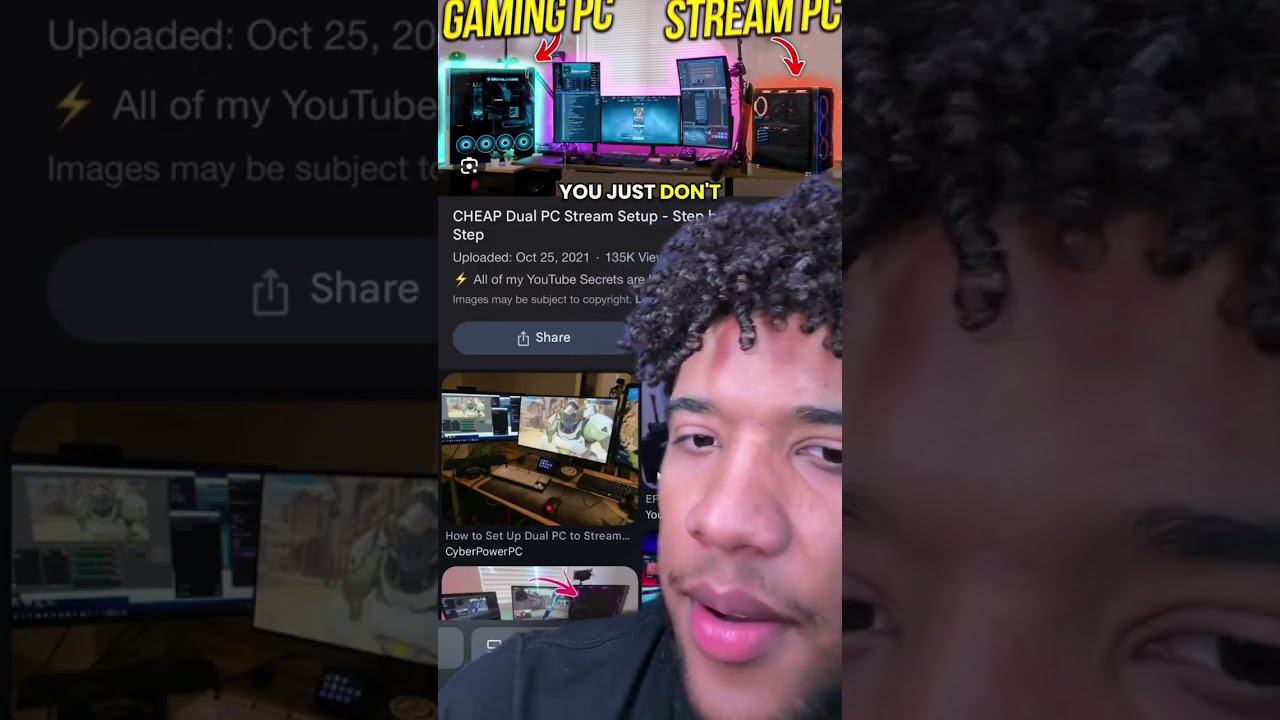 GAMING PC
STREAM PC
YOU JUST DON'T
CHEAP Dual PC Stream Setup - Step
Step
Uploaded: Oct 25, 2021 · 135K
⚡ All of my YouTube Secrets are
Images may be subject to copyright.
Share
How to Set Up Dual PC to Stream...
CyberPowerPC
Uploaded: Oct 25, 20
⚡ All of my YouTube
Images may be subject to
Share